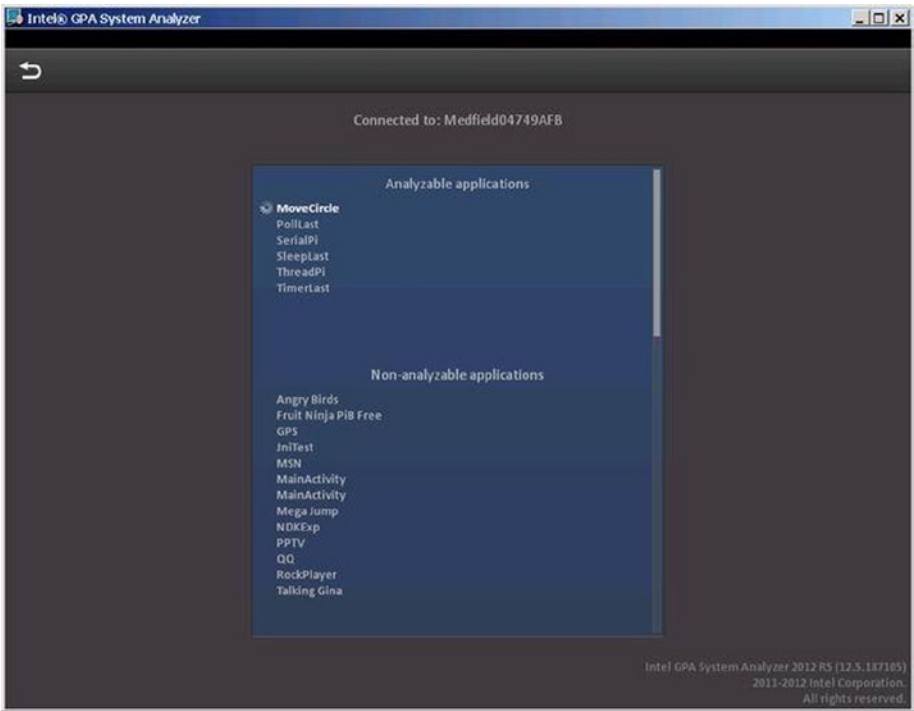 Intel® GPA System Analyzer
Connected to: Medfield04749AFB
Analyzable applications
MoveCircle
PollLast
SerialPi
SleepLast
ThreadPi
TimerLast
Non-analyzable applications
Angry Birds
Fruit Ninja PiB Free
GPS
JniTest
MSN
MainActivity
MainActivity
Mega Jump
NDKExp
PPTV
QQ
RockPlayer
Talking Gina
Intel GPA System Analyzer 2012 R5 (12.5.187105)
2011-2012 Intel Corporation.
All rights reserved.